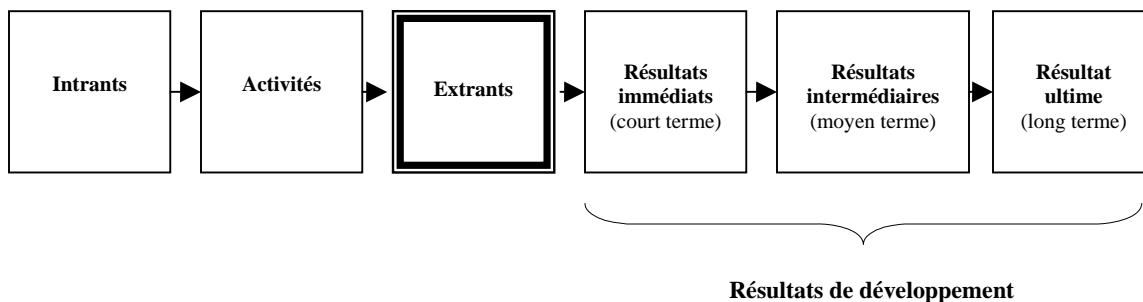 Intrants
Activités
Extrants
Résultats
immédiats
(court terme)
Résultats
intermédiaires
(moyen terme)
Résultat
ultime
(long terme)
Résultats de développement